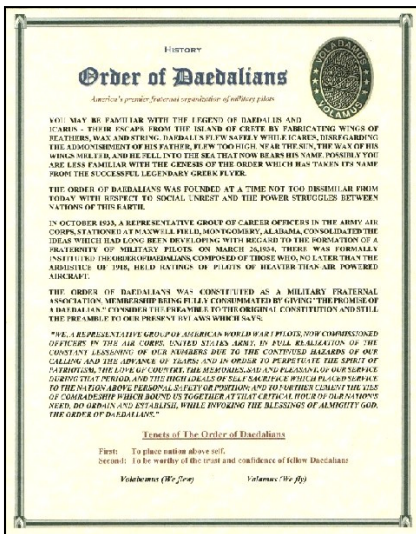 HISTORY
Order of Daedalians
America's premier fraternal organization of military pilots
VOLABAMUS
VOLAMUS
YOU MAY BE FAMILIAR WITH THE LEGEND OF DAEDALUS AND
ICARUS - THEIR ESCAPE FROM THE ISLAND OF CRETE BY FABRICATING WINGS OF
FEATHERS, WAX AND STRING. DAEDALUS FLEW SAFELY WHILE ICARUS, DISREGARDING
THE ADMONISHMENT OF HIS FATHER, FLEW TOO HIGH. NEAR THE SUN, THE WAX OF HIS
WINGS MELTED, AND HE FELL INTO THE SEA THAT NOW BEARS HIS NAME. POSSIBLY YOU
ARE LESS FAMILIAR WITH THE GENESIS OF THE ORDER WHICH HAS TAKEN ITS NAME
FROM THE SUCCESSFUL LEGENDARY GREEK FLYER.
THE ORDER OF DAEDALIANS WAS FOUNDED AT A TIME NOT TOO DISSIMILAR FROM
TODAY WITH RESPECT TO SOCIAL UNREST AND THE POWER STRUGGLES BETWEEN
NATIONS OF THIS EARTH.
IN OCTOBER 1933, A REPRESENTATIVE GROUP OF CAREER OFFICERS IN THE ARMY AIR
CORPS, STATIONED AT MAXWELL FIELD, MONTGOMERY, ALABAMA, CONSOLIDATED THE
IDEAS WHICH HAD LONG BEEN DEVELOPING WITH REGARD TO THE FORMATION OF A
FRATERNITY OF MILITARY PILOTS. ON MARCH 26,1934, THERE WAS FORMALLY
INSTITUTED THE ORDER OF DAEDALIANS, COMPOSED OF THOSE WHO, NO LATER THAN THE
ARMISTICE OF 1918, HELD RATINGS OF PILOTS OF HEAVIER-THAN-AIR POWERED
AIRCRAFT.
THE ORDER OF DAEDALIANS WAS CONSTITUTED AS A MILITARY FRATERNAL
ASSOCIATION, MEMBERSHIP BEING FULLY CONSUMMATED BY GIVING "THE PROMISE OF
A DAEDALIAN." CONSIDER THE PREAMBLE TO THE ORIGINAL CONSTITUTION AND STILL
THE PREAMBLE TO OUR PRESENT BYLAWS WHICH SAYS:
"WE, A REPRESENTATIVE GROUP OF AMERICAN WORLD WAR I PILOTS, NOW COMMISSIONED
OFFICERS IN THE AIR CORPS, UNITED STATES ARMY, IN FULL REALIZATION OF THE
CONSTANT LESSENING OF OUR NUMBERS DUE TO THE CONTINUED HAZARDS OF OUR
CALLING AND THE ADVANCE OF YEARS; AND IN ORDER TO PERPETUATE THE SPIRIT OF
PATRIOTISM, THE LOVE OF COUNTRY, THE MEMORIES, SAD AND PLEASANT, OF OUR SERVICE
DURING THAT PERIOD, AND THE HIGH IDEALS OF SELF SACRIFICE WHICH PLACED SERVICE
TO THE NATION ABOVE PERSONAL SAFETY OR POSITION; AND TO FURTHER CEMENT THE TIES
OF COMRADESHIP WHICH BOUND US TOGETHER AT THAT CRITICAL HOUR OF OUR NATION'S
NEED, DO ORDAIN AND ESTABLISH, WHILE INVOKING THE BLESSINGS OF ALMIGHTY GOD,
THE ORDER OF DAEDALIANS."
Tenets of The Order of Daedalians
First: To place nation above self.
Second: To be worthy of the trust and confidence of fellow Daedalians
Volabamus (We flew) Volamus (We fly)